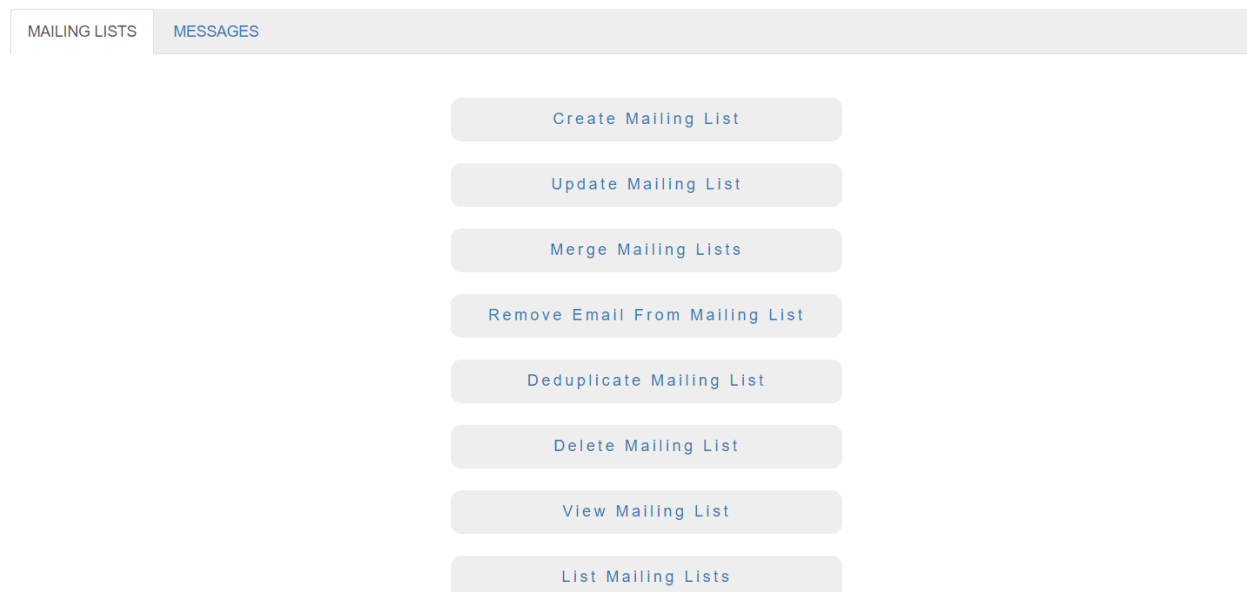 MAILING LISTS MESSAGES
Create Mailing List
Update Mailing List
Merge Mailing Lists
Remove Email From Mailing List
Deduplicate Mailing List
Delete Mailing List
View Mailing List
List Mailing Lists